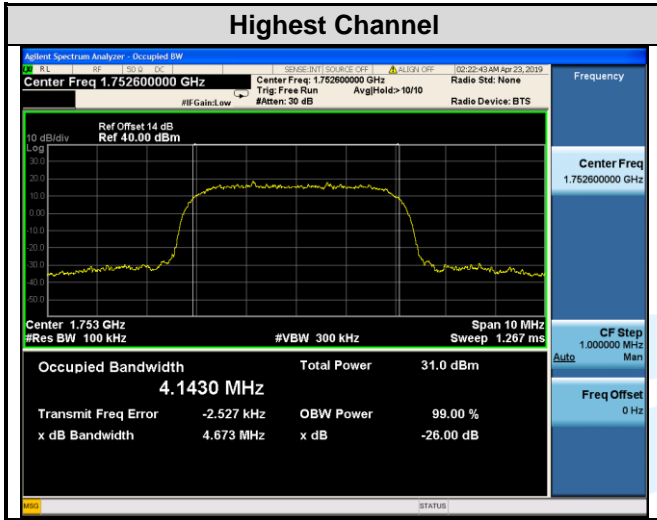 Highest Channel
Agilent Spectrum Analyzer - Occupied BW
RL RF 50 Ω DC SENSE:INT SOURCE OFF ALIGN OFF 02:22:43 AM Apr 23, 2019
Center Freq 1.752600000 GHz
Center Freq: 1.752600000 GHz
Radio Std: None
Trig: Free Run Avg|Hold>10/10
#IFGain:Low #Atten: 30 dB Radio Device: BTS
Frequency
Ref Offset 14 dB
10 dB/div Ref 40.00 dBm
Log
30.0
20.0
10.0
0.00
-10.0
-20.0
-30.0
-40.0
-50.0
Center Freq
1.752600000 GHz
Center 1.753 GHz Span 10 MHz
#Res BW 100 kHz #VBW 300 kHz Sweep 1.267 ms
CF Step
1.000000 MHz
Auto Man
Occupied Bandwidth Total Power 31.0 dBm
4.1430 MHz
Transmit Freq Error -2.527 kHz OBW Power 99.00 %
x dB Bandwidth 4.673 MHz x dB -26.00 dB
Freq Offset
0 Hz
MSG STATUS